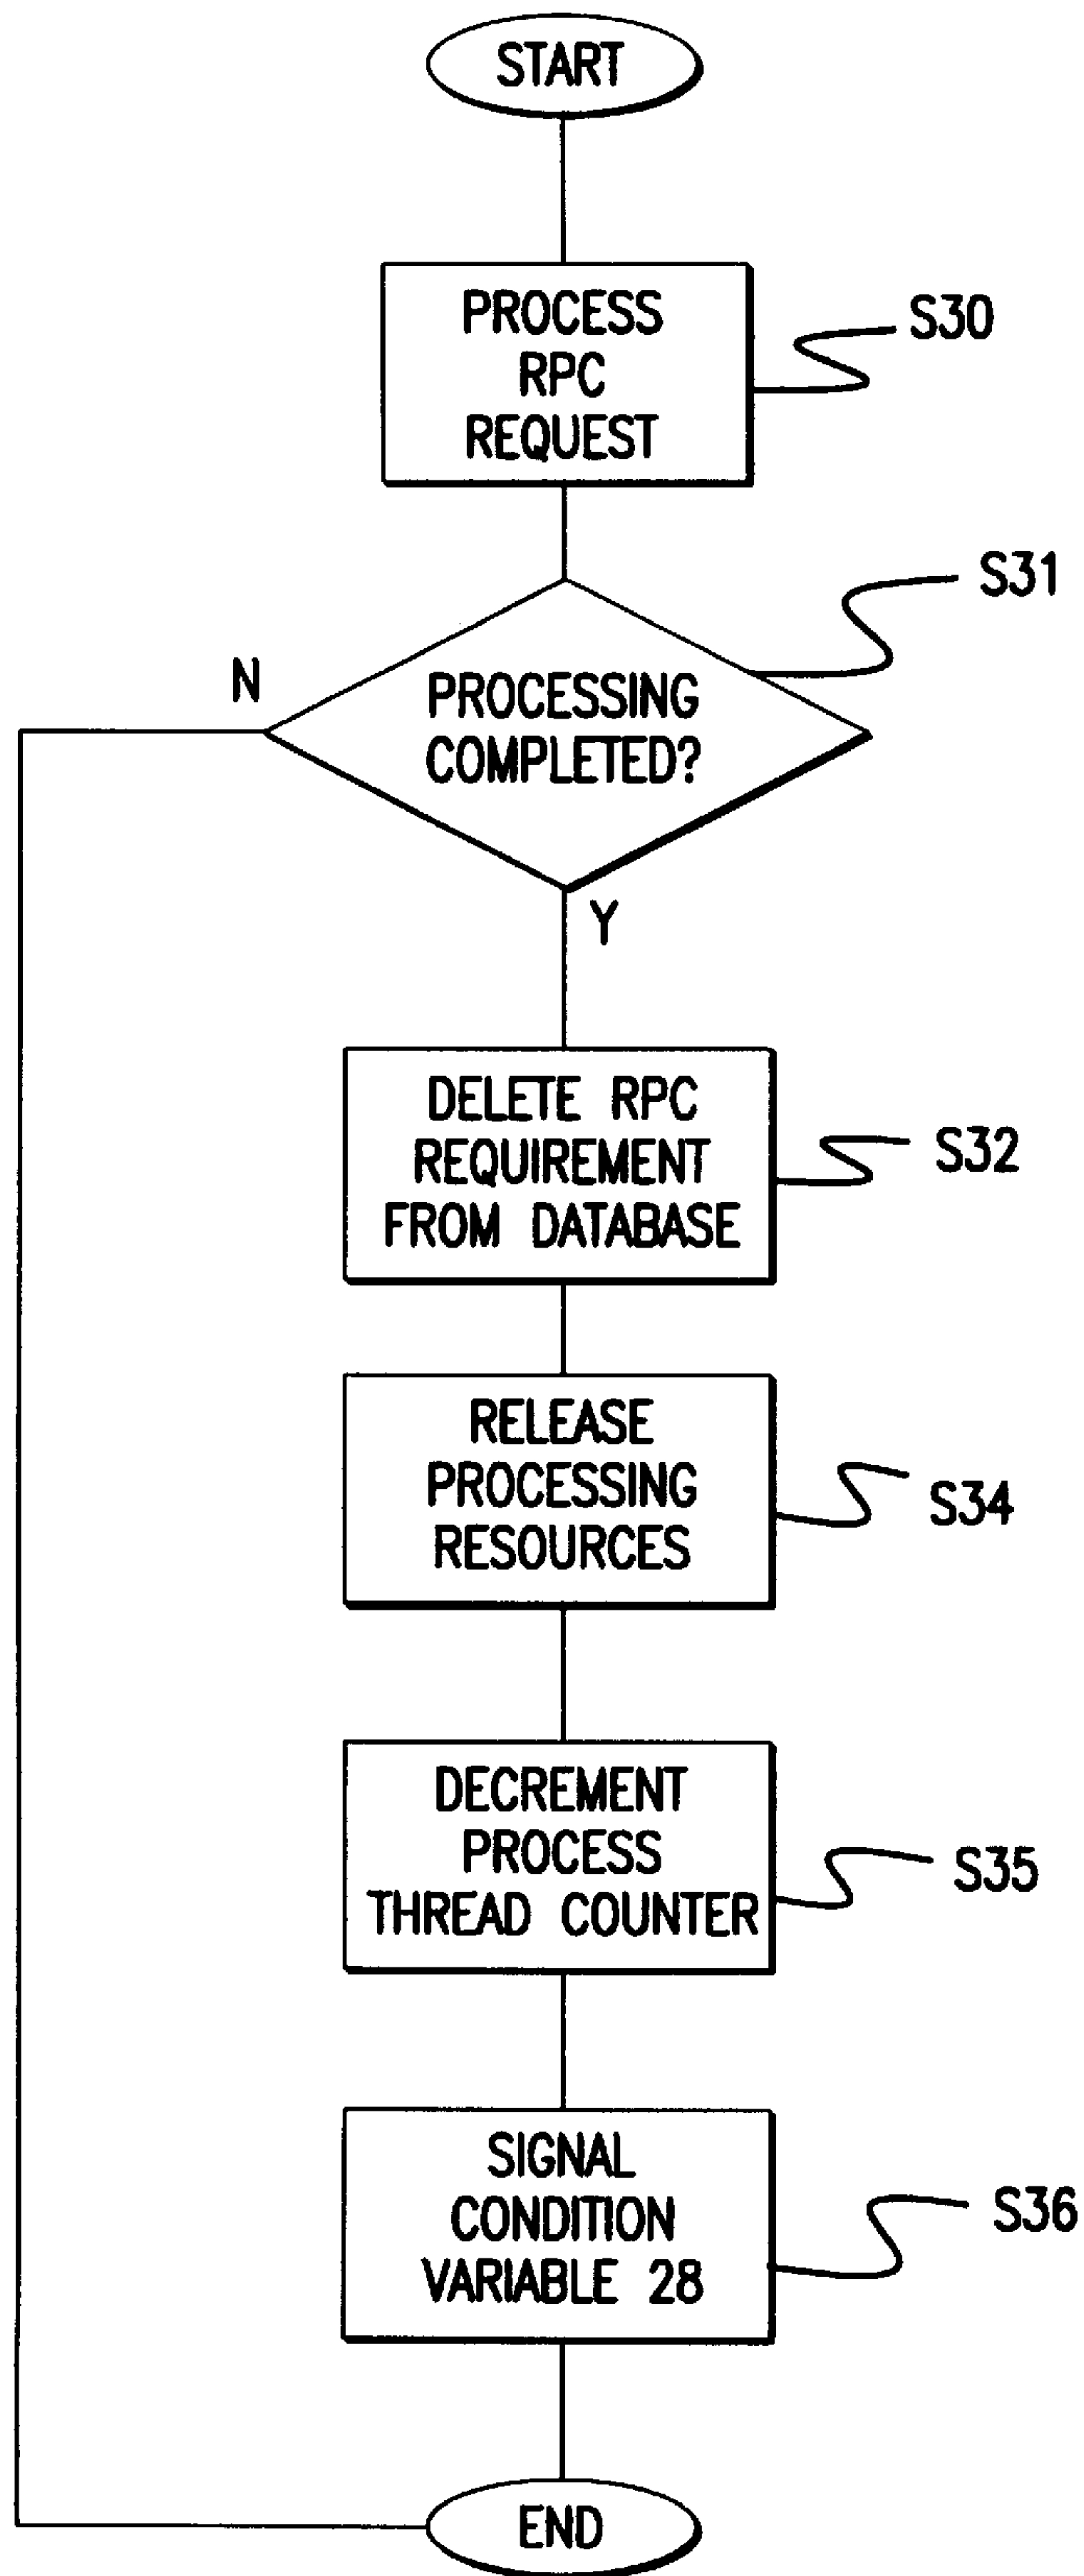 START
PROCESS
RPC
REQUEST
S30
S31
N
PROCESSING
COMPLETED?
Y
DELETE RPC
REQUIREMENT
FROM DATABASE
S32
RELEASE
PROCESSING
RESOURCES
S34
DECREMENT
PROCESS
THREAD COUNTER
S35
SIGNAL
CONDITION
VARIABLE 28
S36
END